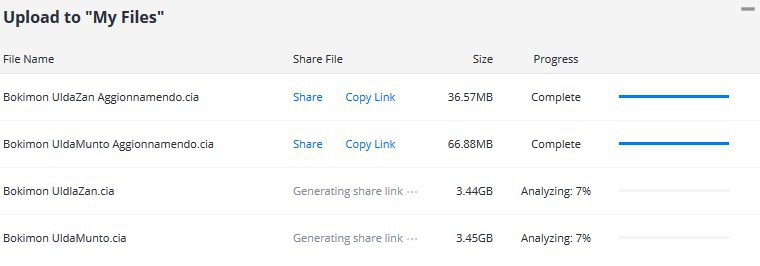 Upload to "My Files"
File Name Share File Size Progress
Bokimon UldaZan Aggionnamendo.cia Share Copy Link 36.57MB Complete
Bokimon UldaMunto Aggionnamendo.cia Share Copy Link 66.88MB Complete
Bokimon UldlaZan.cia Generating share link ··· 3.44GB Analyzing: 7%
Bokimon UldaMunto.cia Generating share link ··· 3.45GB Analyzing: 7%